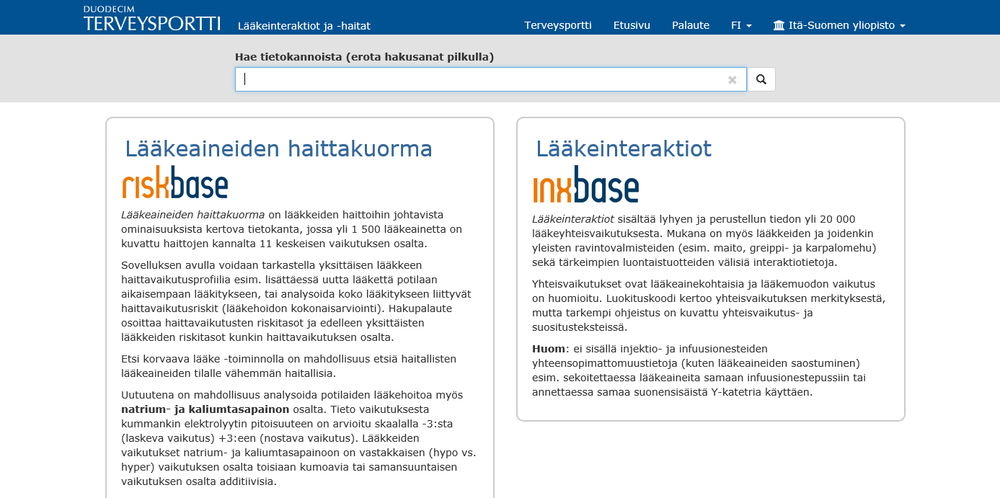 DUODECIM
TERVEYSPORTTI
Lääkeinteraktiot ja -haitat
Terveysportti
Etusivu
Palaute
FI
Itä-Suomen yliopisto
Hae tietokannoista (erota hakusanat pilkulla)
Lääkeaineiden haittakuorma
riskbase
Lääkeaineiden haittakuorma on lääkkeiden haittoihin johtavista
ominaisuuksista kertova tietokanta, jossa yli 1 500 lääkeainetta on
kuvattu haittojen kannalta 11 keskeisen vaikutuksen osalta.
Sovelluksen avulla voidaan tarkastella yksittäisen lääkkeen
haittavaikutusprofiilia esim. lisättäessä uutta lääkettä potilaan
aikaisempaan lääkitykseen, tai analysoida koko lääkitykseen liittyvät
haittavaikutusriskit (lääkehoidon kokonaisarviointi). Hakupalaute
osoittaa haittavaikutusten riskitasot ja edelleen yksittäisten
lääkkeiden riskitasot kunkin haittavaikutuksen osalta.
Etsi korvaava lääke -toiminnolla on mahdollisuus etsiä haitallisten
lääkeaineiden tilalle vähemmän haitallisia.
Uutuutena on mahdollisuus analysoida potilaiden lääkehoitoa myös
natrium- ja kaliumtasapainon osalta. Tieto vaikutuksesta
kummankin elektrolyytin pitoisuuteen on arvioitu skaalalla -3:sta
(laskeva vaikutus) +3:een (nostava vaikutus). Lääkkeiden
vaikutukset natrium- ja kaliumtasapainoon on vastakkaisen (hypo vs.
hyper) vaikutuksen osalta toisiaan kumoavia tai samansuuntaisen
vaikutuksen osalta additiivisia.
Lääkeinteraktiot
inxbase
Lääkeinteraktiot sisältää lyhyen ja perustellun tiedon yli 20 000
lääkeyhteisvaikutuksesta. Mukana on myös lääkkeiden ja joidenkin
yleisten ravintovalmisteiden (esim. maito, greippi- ja karpalomehu)
sekä tärkeimpien luontaistuotteiden välisiä interaktiotietoja.
Yhteisvaikutukset ovat lääkeainekohtaisia ja lääkemuodon vaikutus
on huomioitu. Luokituskoodi kertoo yhteisvaikutuksen merkityksestä,
mutta tarkempi ohjeistus on kuvattu yhteisvaikutus- ja
suositusteksteissä.
Huom: ei sisällä injektio- ja infuusionesteiden
yhteensopimattomuustietoja (kuten lääkeaineiden saostuminen)
esim. sekoitettaessa lääkeaineita samaan infuusionestepussiin tai
annettaessa samaa suonensisäistä Y-katetria käyttäen.